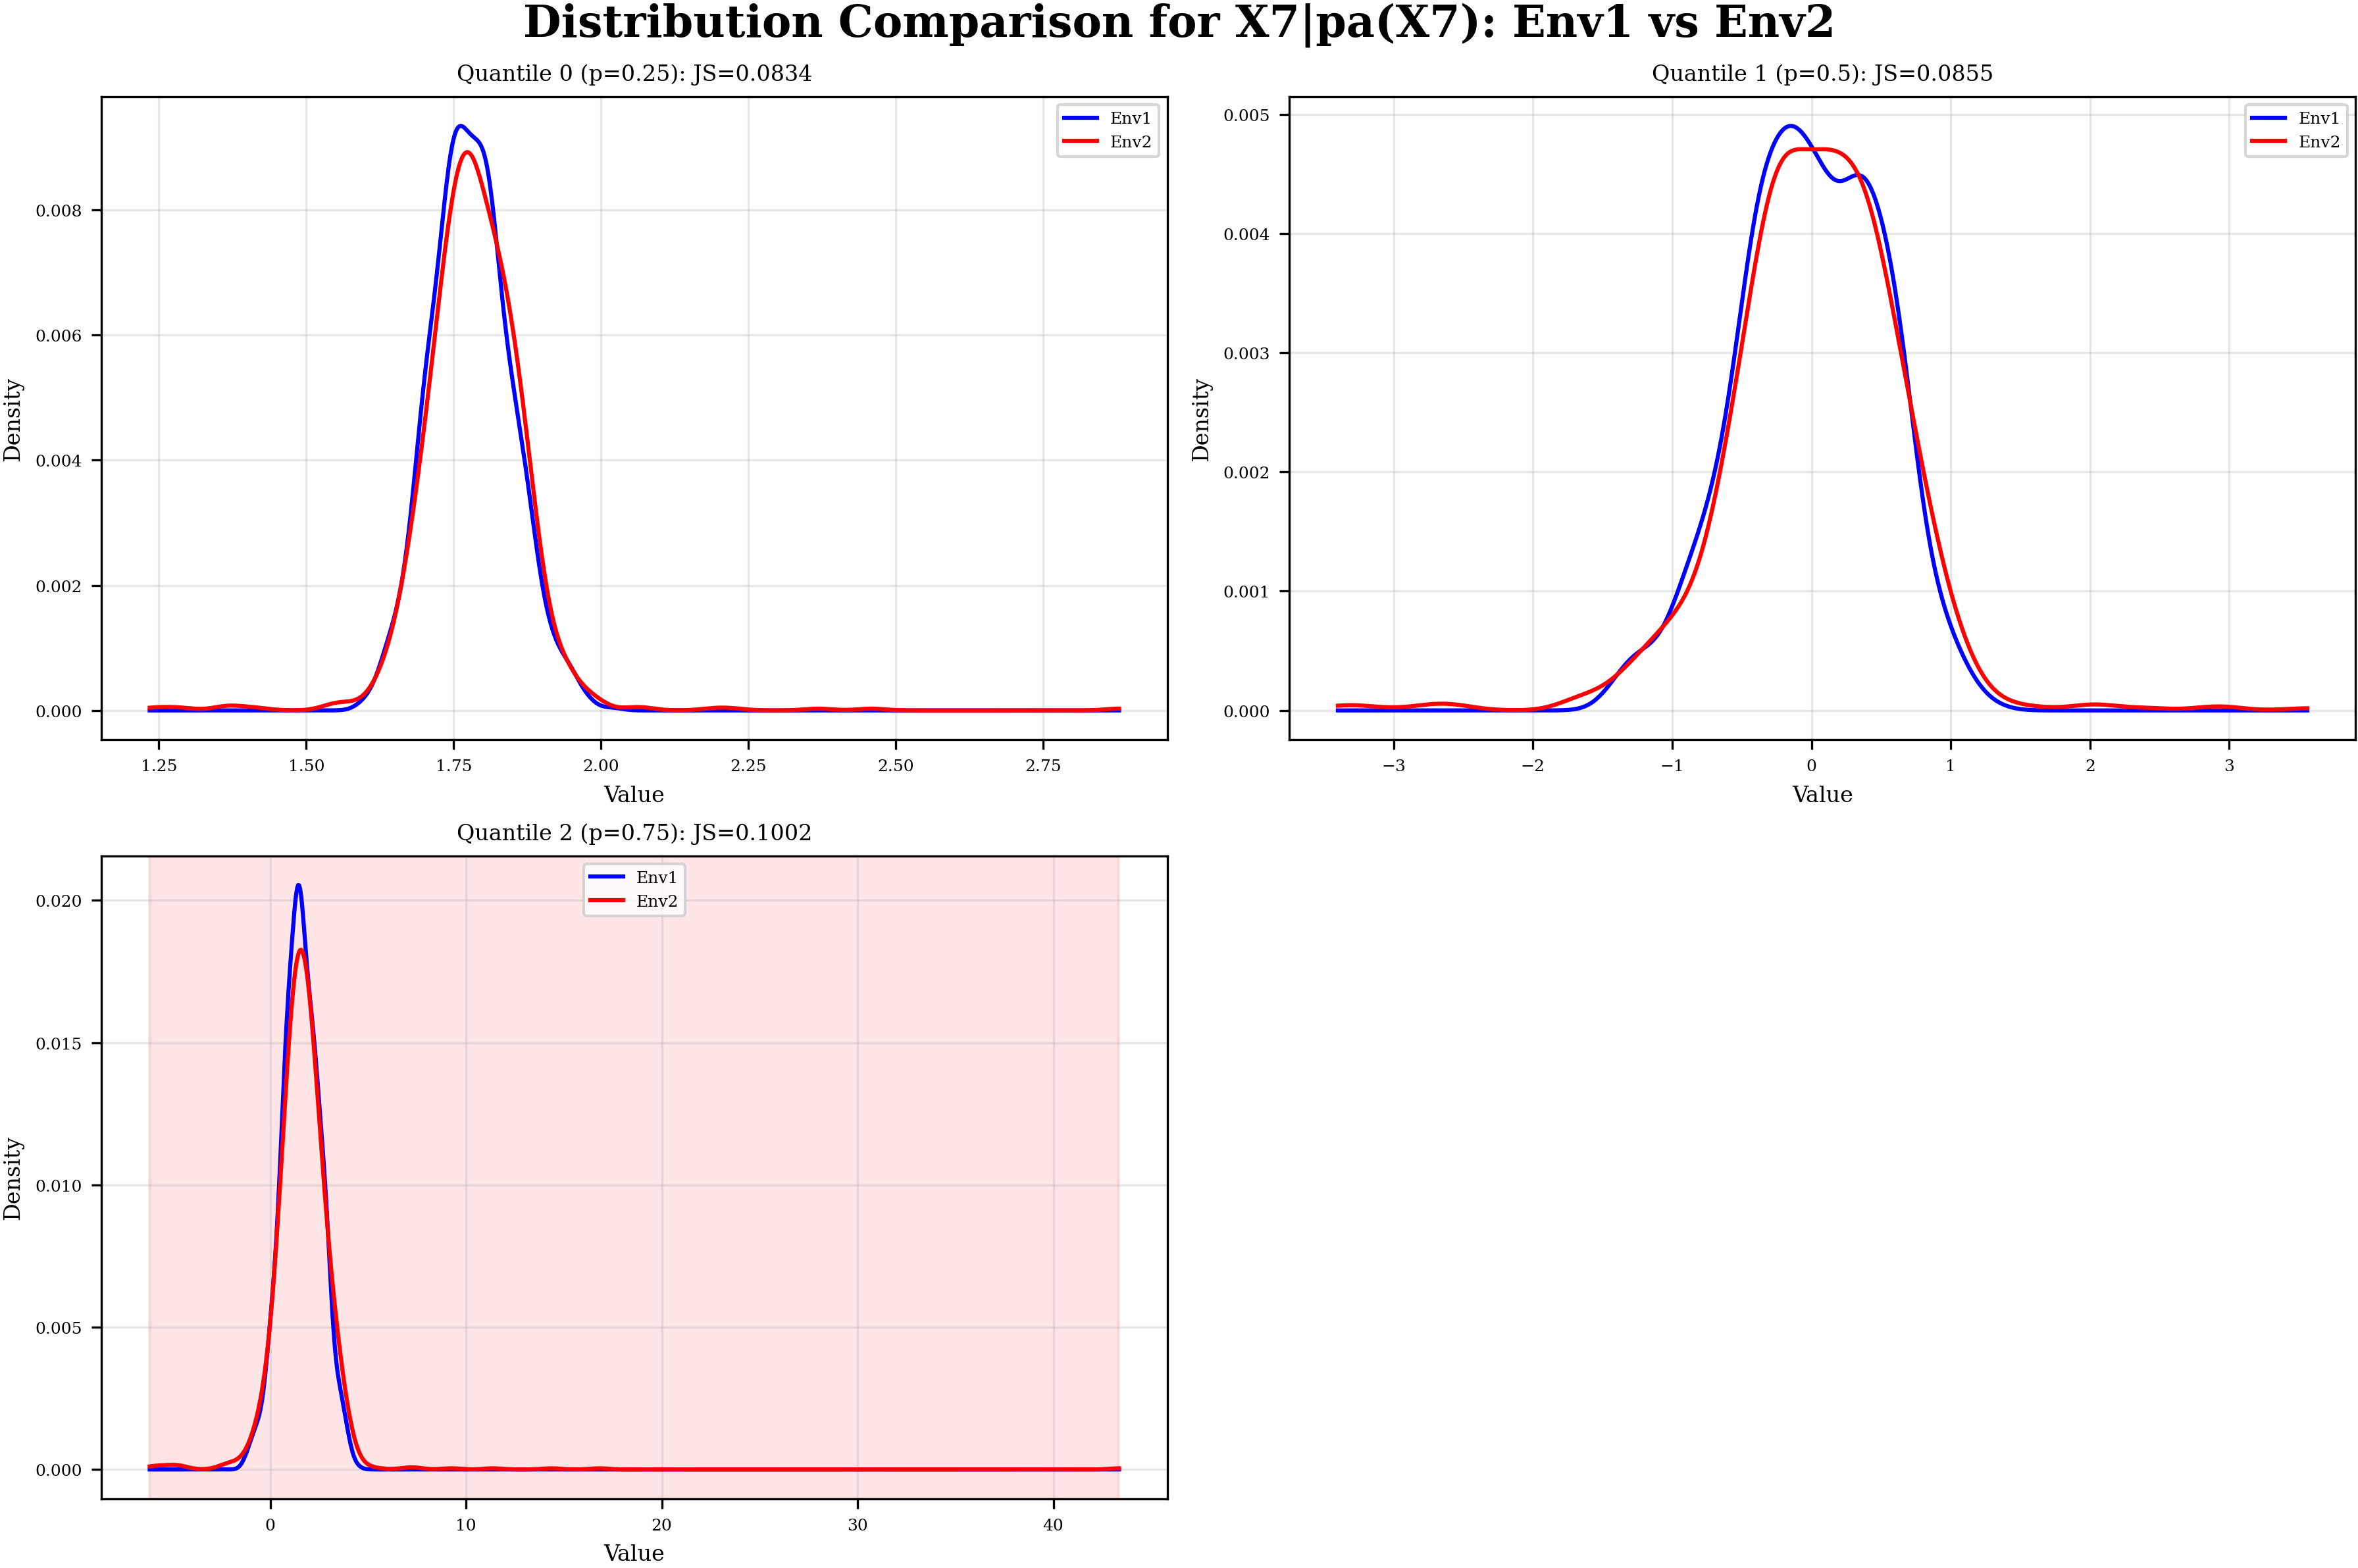 Distribution Comparison for X7|pa(X7): Env1 vs Env2
Quantile 0 (p=0.25): JS=0.0834
Env1
Env2
Density
0.008
0.006
0.004
0.002
0.000
1.25 1.50 1.75 2.00 2.25 2.50 2.75
Value
Quantile 1 (p=0.5): JS=0.0855
Env1
Env2
Density
0.005
0.004
0.003
0.002
0.001
0.000
−3 −2 −1 0 1 2 3
Value
Quantile 2 (p=0.75): JS=0.1002
Env1
Env2
Density
0.020
0.015
0.010
0.005
0.000
0 10 20 30 40
Value